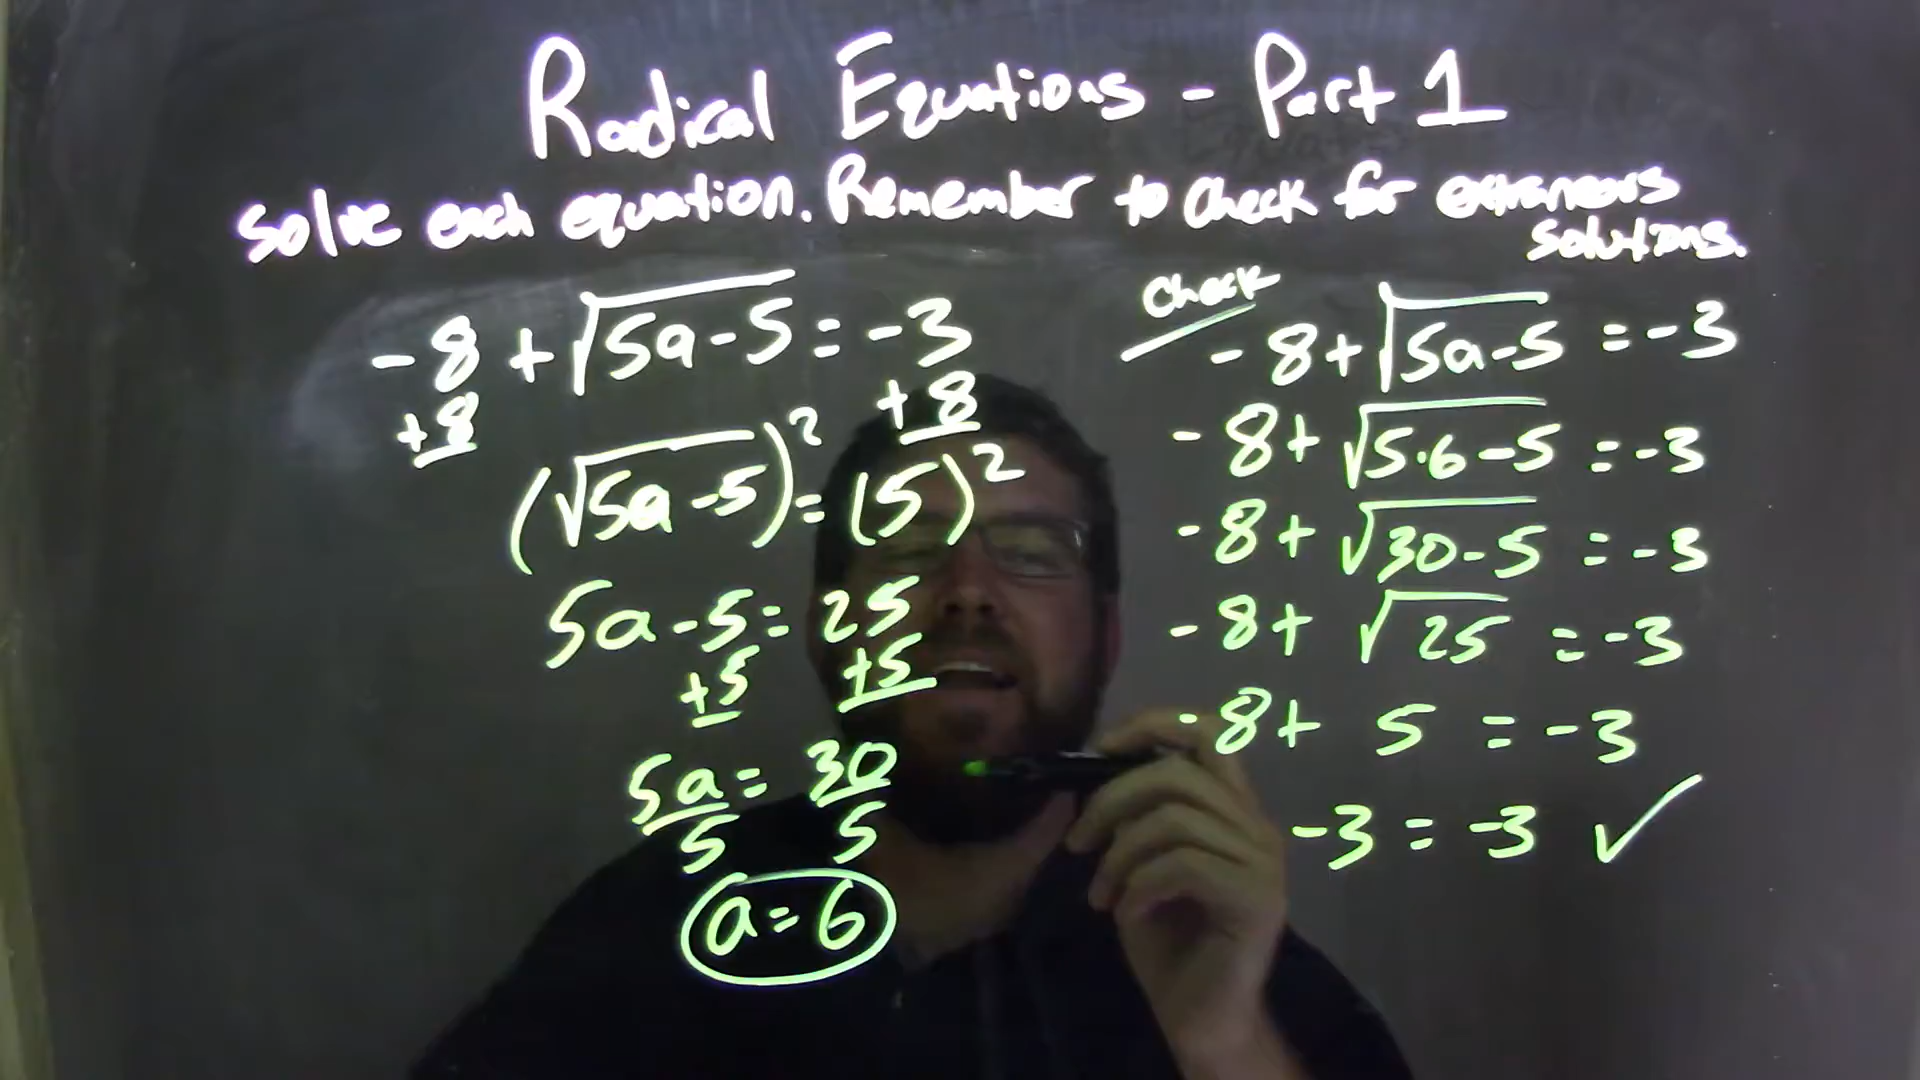 Radical Equations - Part 1
Solve each equation. Remember to check for extraneous
solutions.
-8 + √5a-5 = -3
+8 +8
(√5a-5)² = (5)²
5a-5 = 25
+5 +5
5a = 30
5 5
a = 6
Check
-8+√5a-5 = -3
-8+ √5·6-5 = -3
-8+ √30-5 = -3
-8+ √25 = -3
-8+ 5 = -3
-3 = -3 ✓